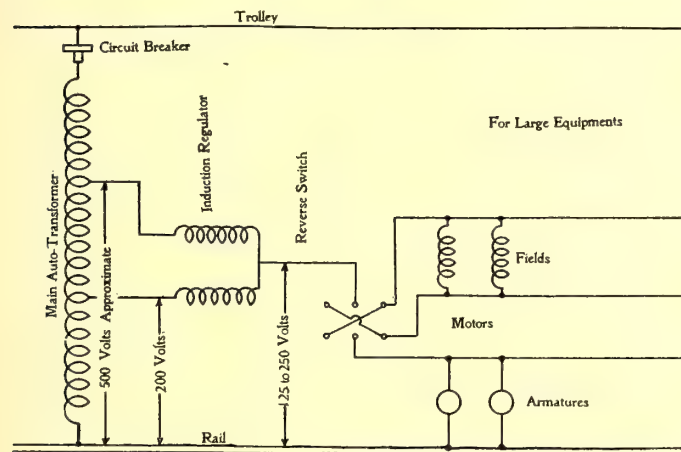 Trolley
Circuit Breaker
For Large Equipments
Induction Regulator
Reverse Switch
Main Auto-Transformer
500 Volts Approximate
200 Volts
125 to 250 Volts
Fields
Motors
Armatures
Rail